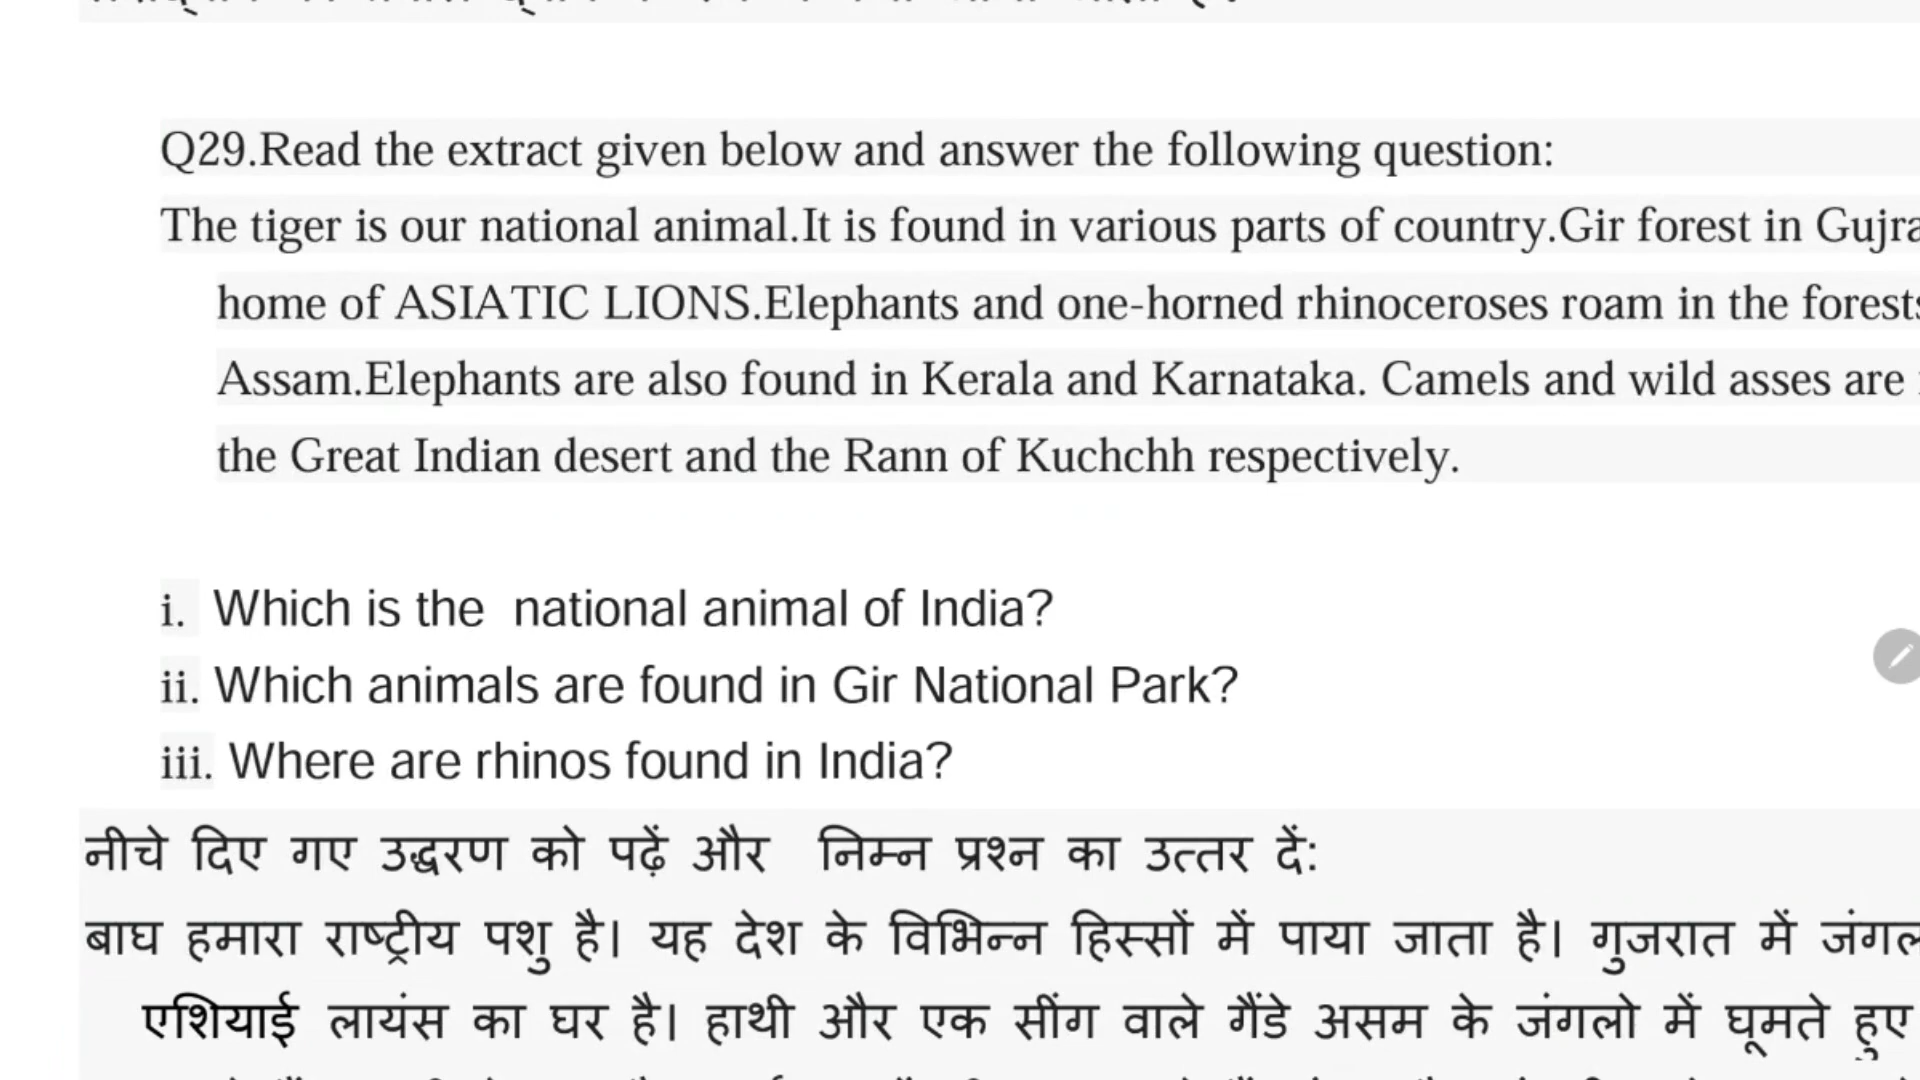 Q29.Read the extract given below and answer the following question:
The tiger is our national animal.It is found in various parts of country.Gir forest in
home of ASIATIC LIONS.Elephants and one-horned rhinoceroses roam in the forests
Assam.Elephants are also found in Kerala and Karnataka. Camels and wild asses are
the Great Indian desert and the Rann of Kuchchh respectively.
i. Which is the national animal of India?
ii. Which animals are found in Gir National Park?
iii. Where are rhinos found in India?
नीचे दिए गए उद्धरण को पढ़ें और निम्न प्रश्न का उत्तर दें:
बाघ हमारा राष्ट्रीय पशु है। यह देश के विभिन्न हिस्सों में पाया जाता है। गुजरात में
एशियाई लायंस का घर है। हाथी और एक सींग वाले गैंडे असम के जंगलो में घूमते हुए